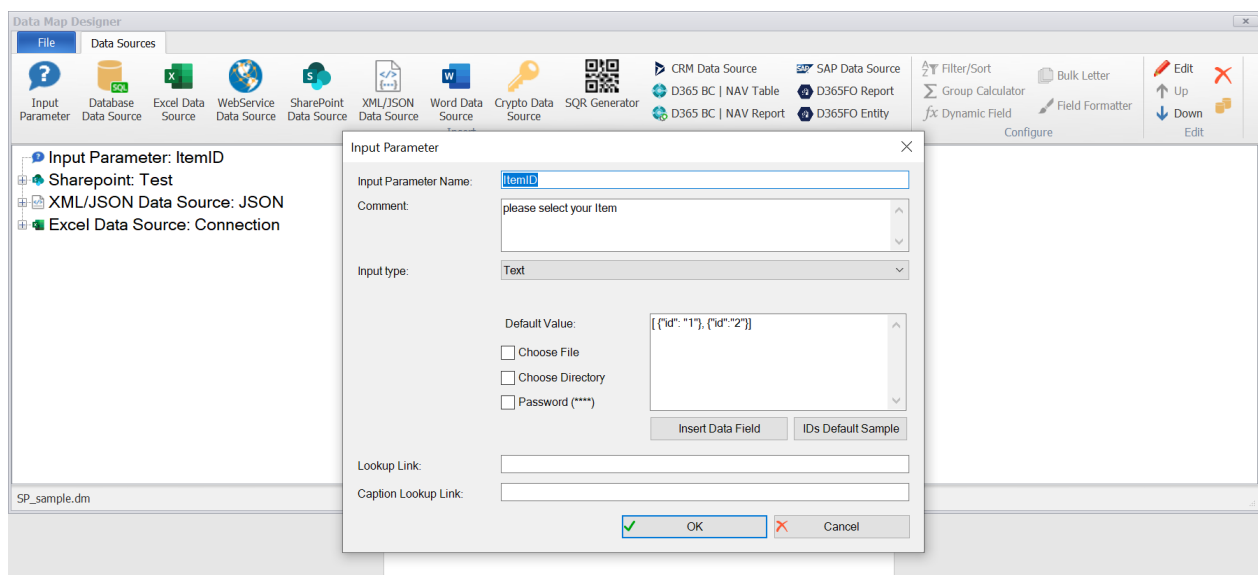 Data Map Designer
File
Data Sources
Input Parameter
Database Data Source
SQL
Excel Data Source
WebService Data Source
SharePoint Data Source
XML/JSON Data Source
Word Data Source
Crypto Data Source
SQR Generator
CRM Data Source
D365 BC | NAV Table
D365 BC | NAV Report
SAP Data Source
D365FO Report
D365FO Entity
Filter/Sort
Group Calculator
fx Dynamic Field
Bulk Letter
Field Formatter
Configure
Edit
Up
Down
Edit
Input Parameter: ItemID
Sharepoint: Test
XML/JSON Data Source: JSON
Excel Data Source: Connection
Input Parameter
Input Parameter Name:
ItemID
Comment:
please select your Item
Input type:
Text
Default Value:
[ {"id": "1"}, {"id":"2"}]
Choose File
Choose Directory
Password (****)
Insert Data Field
IDs Default Sample
Lookup Link:
Caption Lookup Link:
OK
Cancel
SP_sample.dm